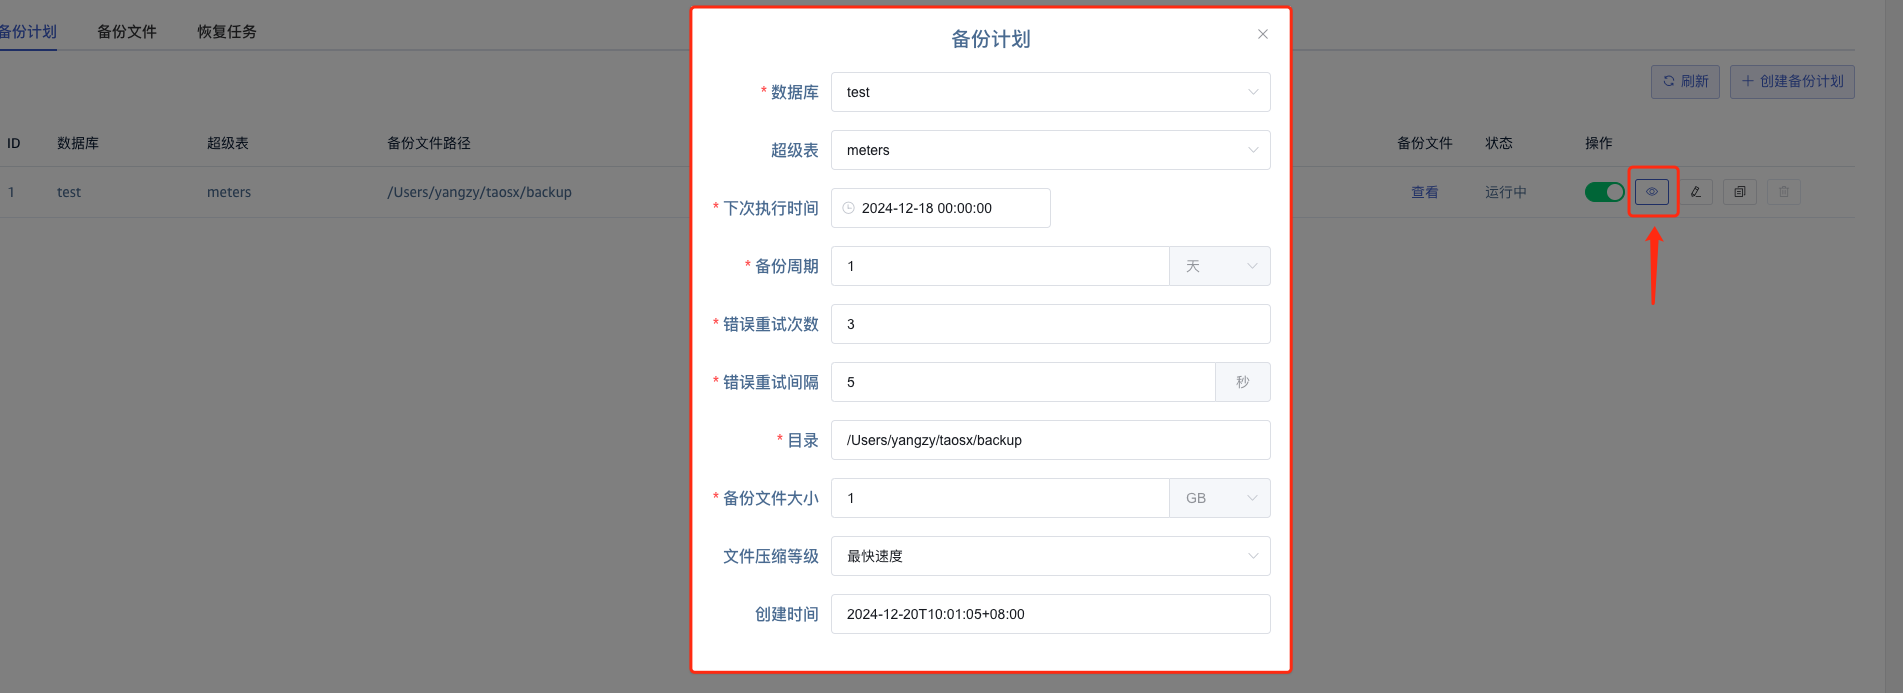 备份计划 备份文件 恢复任务
刷新 创建备份计划
ID 数据库 超级表 备份文件路径 备份文件 状态 操作
1 test meters /Users/yangzy/taosx/backup 查看 运行中
备份计划
* 数据库 test
超级表 meters
* 下次执行时间 2024-12-18 00:00:00
* 备份周期 1 天
* 错误重试次数 3
* 错误重试间隔 5 秒
* 目录 /Users/yangzy/taosx/backup
* 备份文件大小 1 GB
文件压缩等级 最快速度
创建时间 2024-12-20T10:01:05+08:00